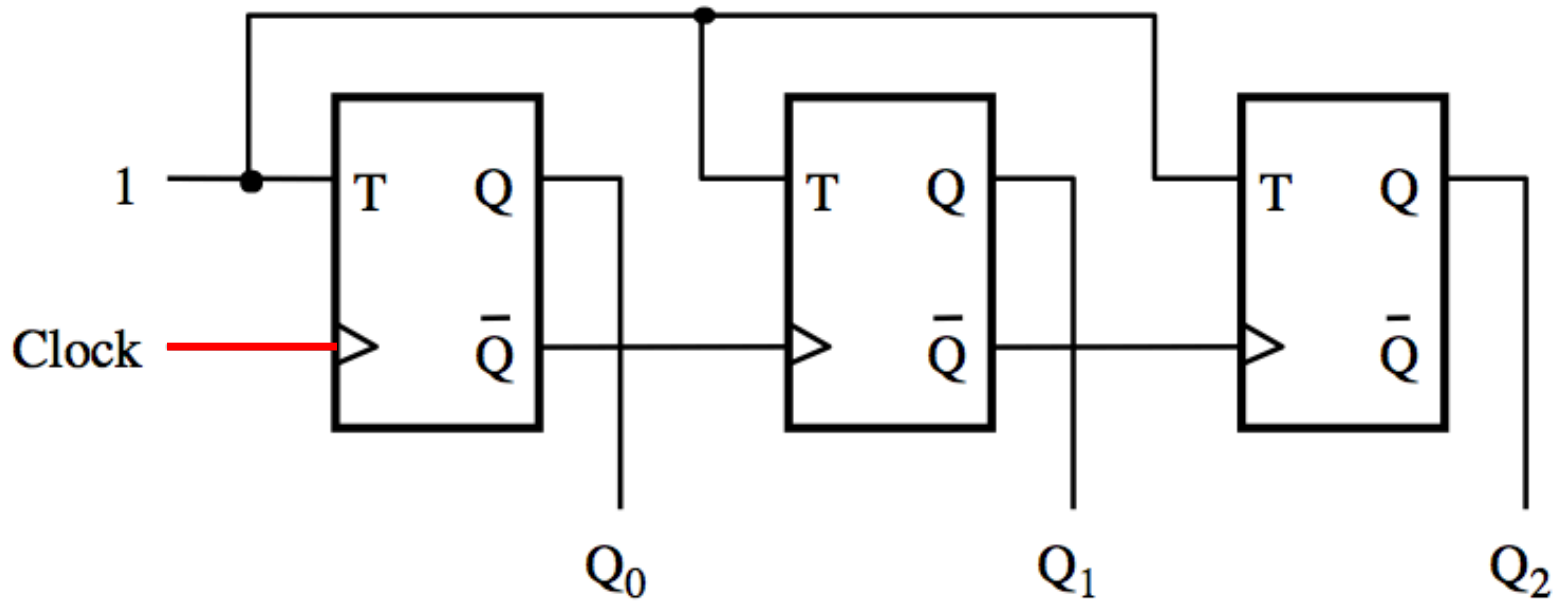 1 T Q T Q T Q
Clock Q̅ Q̅ Q̅
Q₀ Q₁ Q₂